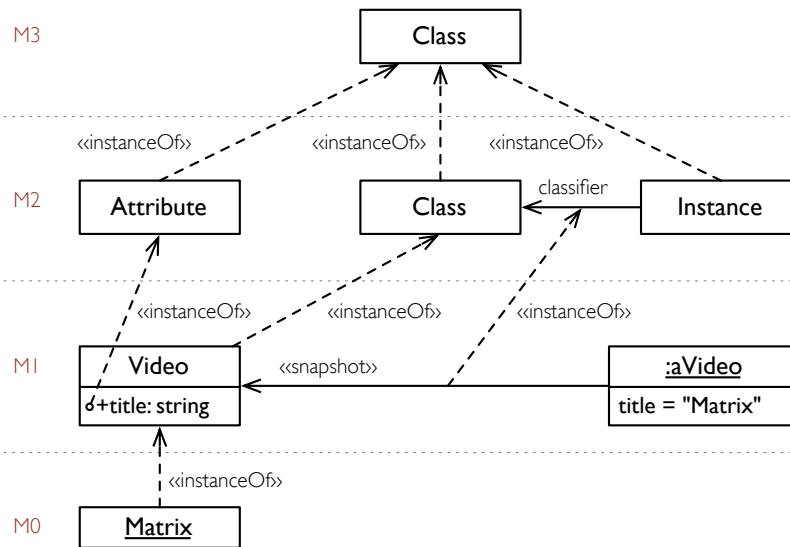 M3
Class
«instanceOf»
«instanceOf»
«instanceOf»
M2
Attribute
Class
classifier
Instance
«instanceOf»
«instanceOf»
«instanceOf»
M1
Video
«snapshot»
:aVideo
+title: string
title = "Matrix"
«instanceOf»
M0
Matrix